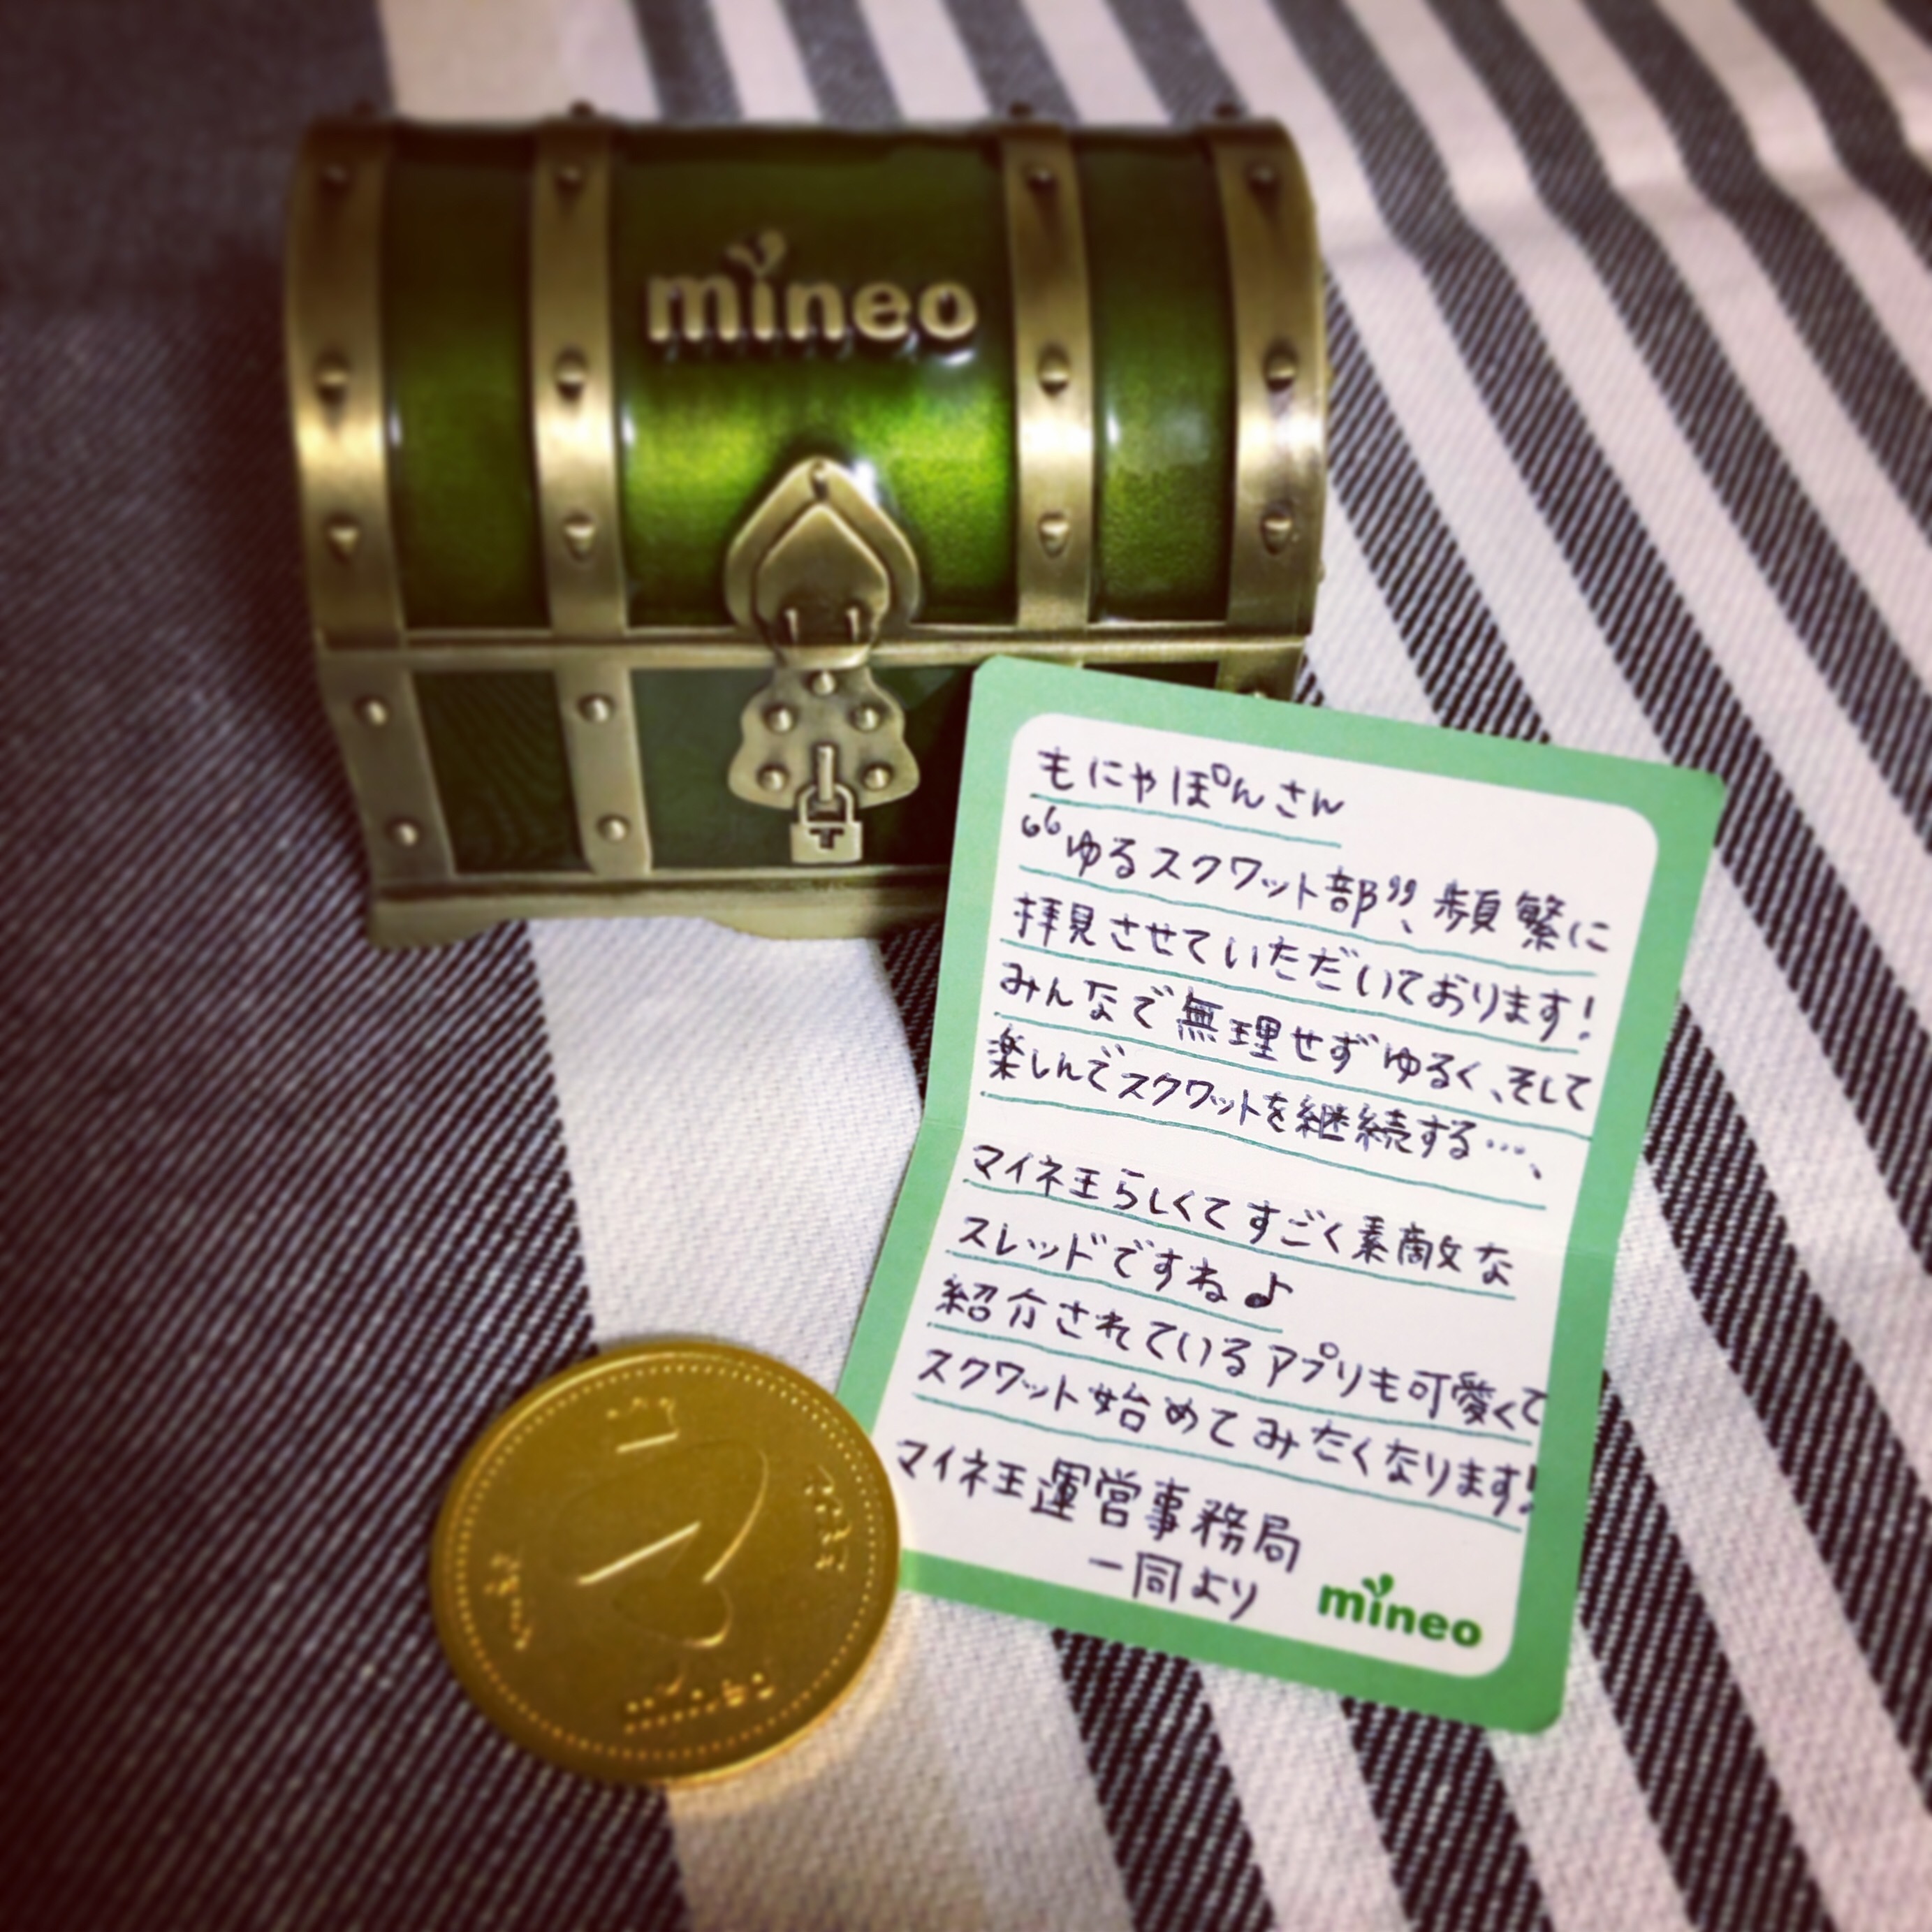 mineo
もにゃぽんさん
“ゆるスクワット部”、頻繁に
拝見させていただいております!
みんなで無理せずゆるく、そして
楽しんでスクワットを継続する…、
マイネ王らしくてすごく素敵な
スレッドですね♪
紹介されているアプリも可愛くて
スクワット始めてみたくなります!
マイネ王運営事務局
一同より
mineo